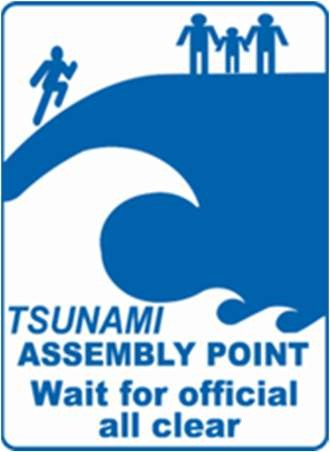 TSUNAMI
ASSEMBLY POINT
Wait for official
all clear